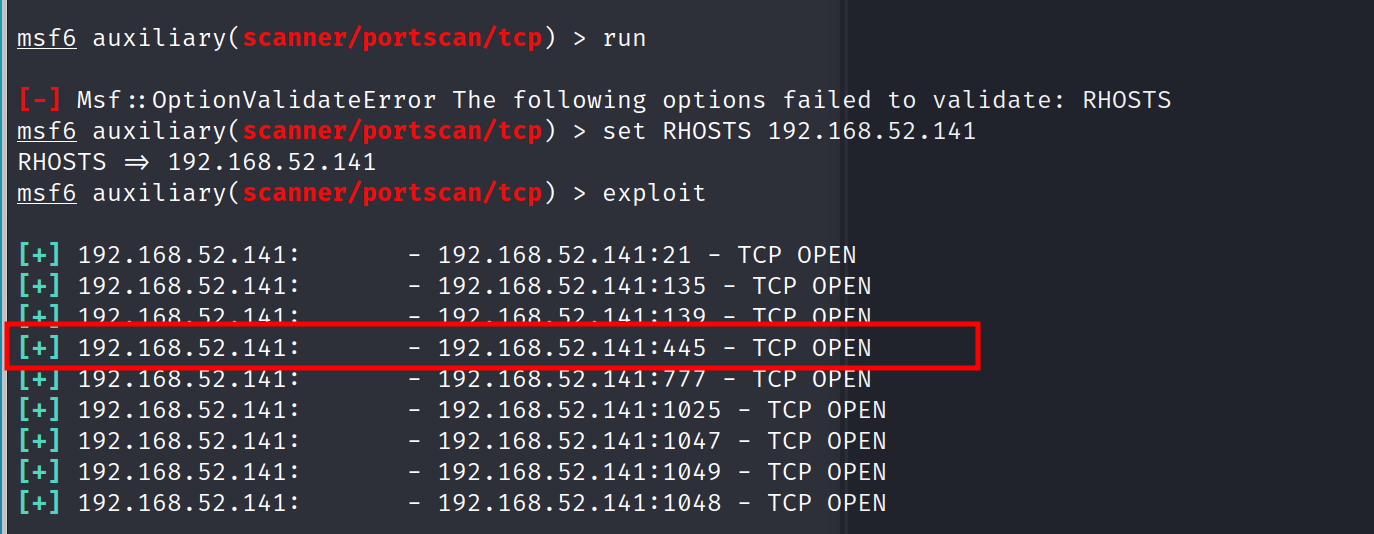 msf6 auxiliary(scanner/portscan/tcp) > run
[-] Msf::OptionValidateError The following options failed to validate: RHOSTS
msf6 auxiliary(scanner/portscan/tcp) > set RHOSTS 192.168.52.141
RHOSTS => 192.168.52.141
msf6 auxiliary(scanner/portscan/tcp) > exploit
[+] 192.168.52.141:       - 192.168.52.141:21 - TCP OPEN
[+] 192.168.52.141:       - 192.168.52.141:135 - TCP OPEN
[+] 192.168.52.141:       - 192.168.52.141:139 - TCP OPEN
[+] 192.168.52.141:       - 192.168.52.141:445 - TCP OPEN
[+] 192.168.52.141:       - 192.168.52.141:777 - TCP OPEN
[+] 192.168.52.141:       - 192.168.52.141:1025 - TCP OPEN
[+] 192.168.52.141:       - 192.168.52.141:1047 - TCP OPEN
[+] 192.168.52.141:       - 192.168.52.141:1049 - TCP OPEN
[+] 192.168.52.141:       - 192.168.52.141:1048 - TCP OPEN